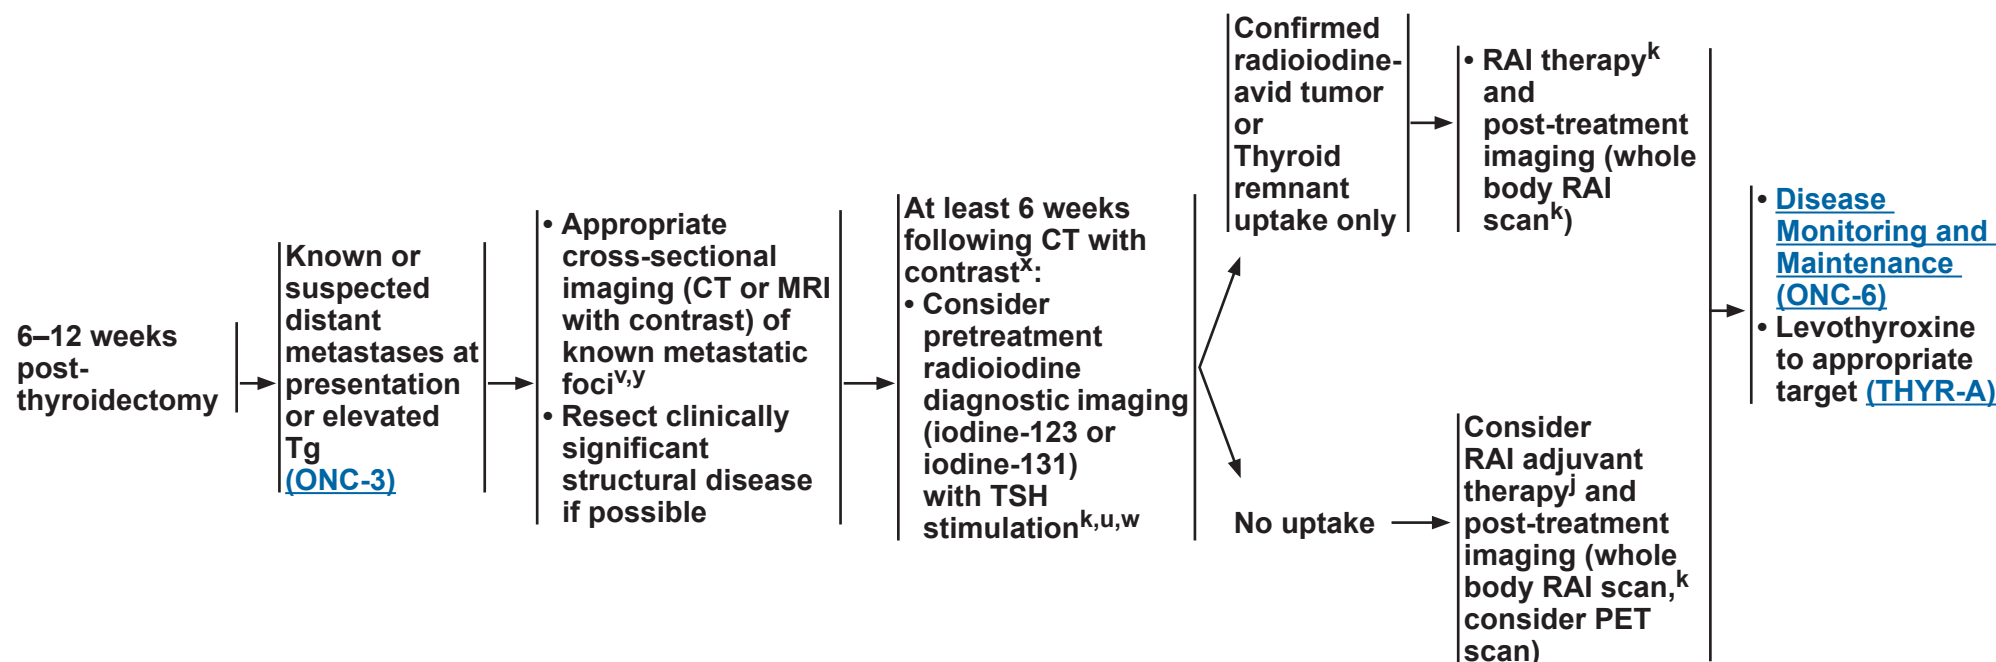 6–12 weeks
post-
thyroidectomy
Known or
suspected
distant
metastases at
presentation
or elevated
Tg
(ONC-3)
• Appropriate
cross-sectional
imaging (CT or MRI
with contrast) of
known metastatic
foci^v,y
• Resect clinically
significant
structural disease
if possible
At least 6 weeks
following CT with
contrast^x:
• Consider
pretreatment
radioiodine
diagnostic imaging
(iodine-123 or
iodine-131)
with TSH
stimulation^k,u,w
Confirmed
radioiodine-
avid tumor
or
Thyroid
remnant
uptake only
• RAI therapy^k
and
post-treatment
imaging (whole
body RAI
scan^k)
No uptake
Consider
RAI adjuvant
therapy^j and
post-treatment
imaging (whole
body RAI scan,^k
consider PET
scan)
• Disease
Monitoring and
Maintenance
(ONC-6)
• Levothyroxine
to appropriate
target (THYR-A)